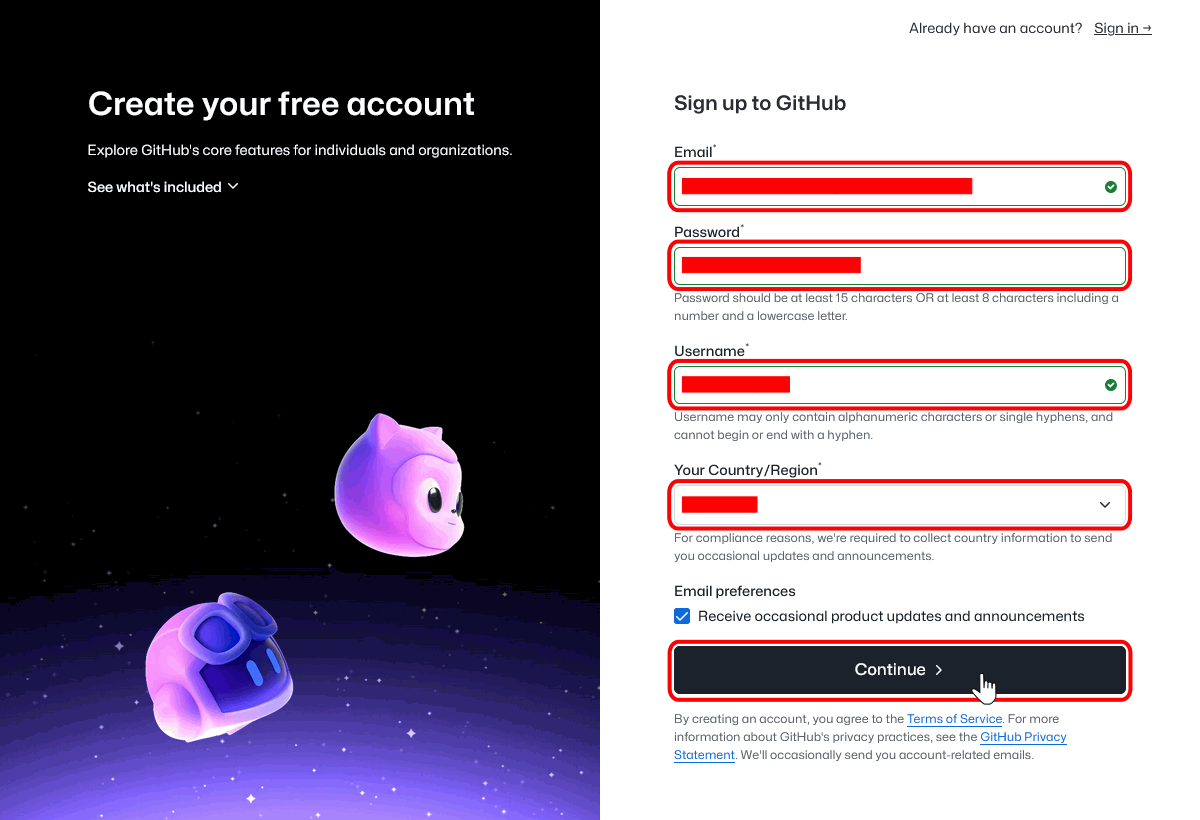 Already have an account? Sign in →
Create your free account
Explore GitHub's core features for individuals and organizations.
See what's included
Sign up to GitHub
Email*
Password*
Password should be at least 15 characters OR at least 8 characters including a
number and a lowercase letter.
Username*
Username may only contain alphanumeric characters or single hyphens, and
cannot begin or end with a hyphen.
Your Country/Region*
For compliance reasons, we're required to collect country information to send
you occasional updates and announcements.
Email preferences
Receive occasional product updates and announcements
Continue
By creating an account, you agree to the Terms of Service. For more
information about GitHub's privacy practices, see the GitHub Privacy
Statement. We'll occasionally send you account-related emails.